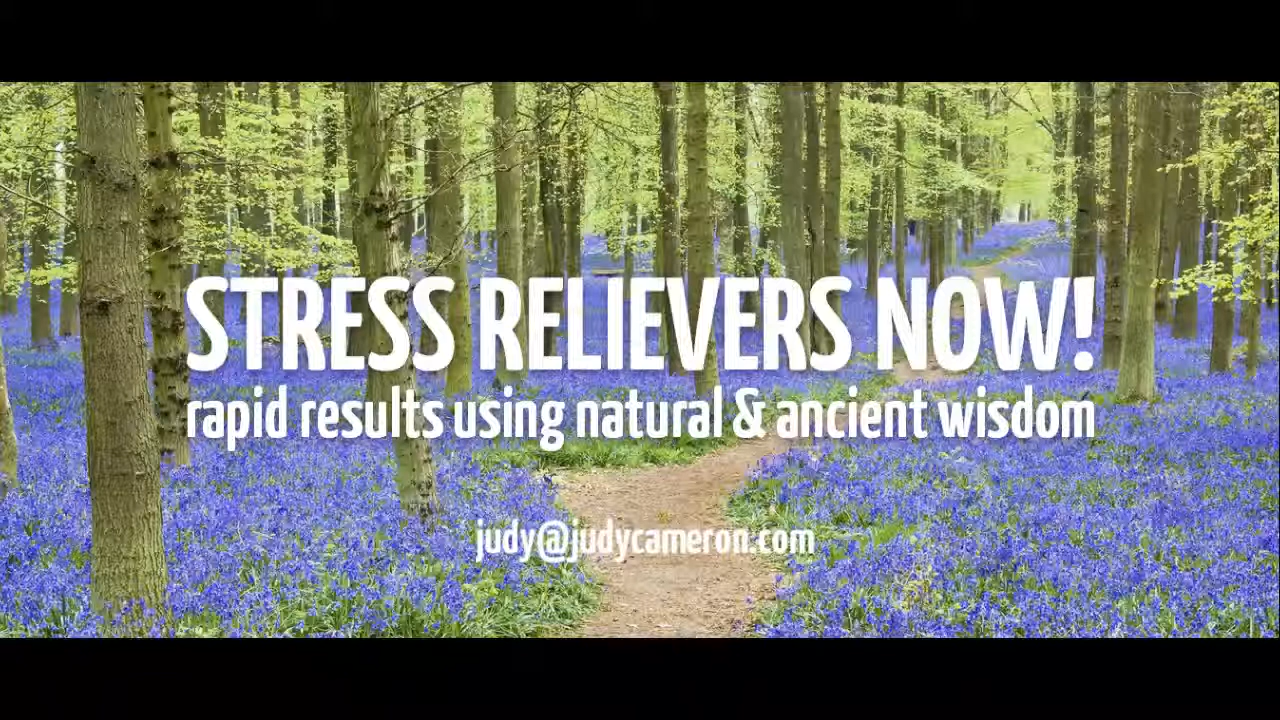 STRESS RELIEVERS NOW!
rapid results using natural & ancient wisdom
judy@judycameron.com